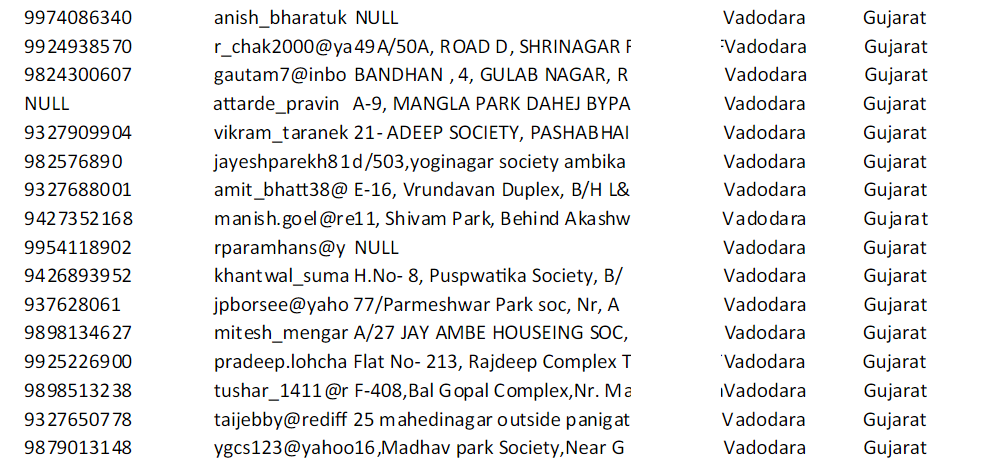 9974086340 anish_bharatuk NULL Vadodara Gujarat
9924938570 r_chak2000@ya 49A/50A, ROAD D, SHRINAGAR Vadodara Gujarat
9824300607 gautam7@inbo BANDHAN , 4, GULAB NAGAR, R Vadodara Gujarat
NULL attarde_pravin A-9, MANGLA PARK DAHEJ BYPA Vadodara Gujarat
9327909904 vikram_taranek 21- ADEEP SOCIETY, PASHABHAI Vadodara Gujarat
982576890 jayeshparekh81 d/503,yoginagar society ambika Vadodara Gujarat
9327688001 amit_bhatt38@ E-16, Vrundavan Duplex, B/H L& Vadodara Gujarat
9427352168 manish.goel@re 11, Shivam Park, Behind Akashw Vadodara Gujarat
9954118902 rparamhans@y NULL Vadodara Gujarat
9426893952 khantwal_suma H.No- 8, Puspwatika Society, B/ Vadodara Gujarat
937628061 jpborsee@yaho 77/Parmeshwar Park soc, Nr, A Vadodara Gujarat
9898134627 mitesh_mengar A/27 JAY AMBE HOUSEING SOC, Vadodara Gujarat
9925226900 pradeep.lohcha Flat No- 213, Rajdeep Complex T Vadodara Gujarat
9898513238 tushar_1411@r F-408,Bal Gopal Complex,Nr. Ma Vadodara Gujarat
9327650778 taijebby@rediff 25 mahedinagar outside panigat Vadodara Gujarat
9879013148 ygcs123@yahoo 16,Madhav park Society,Near G Vadodara Gujarat